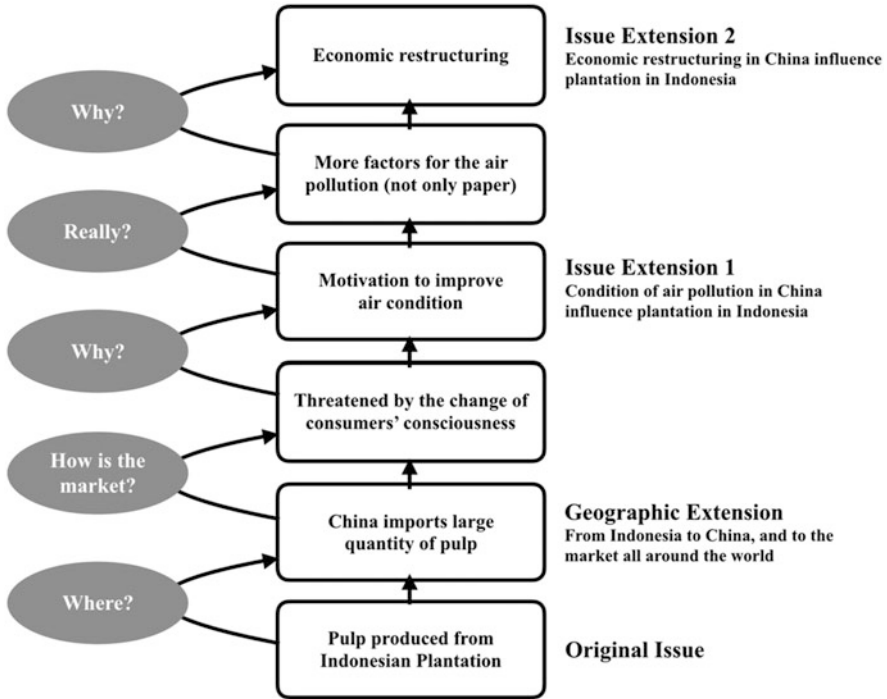 Economic restructuring
Issue Extension 2
Economic restructuring in China influence
plantation in Indonesia
Why?
More factors for the air
pollution (not only paper)
Really?
Motivation to improve
air condition
Issue Extension 1
Condition of air pollution in China
influence plantation in Indonesia
Why?
Threatened by the change of
consumers’ consciousness
How is the
market?
China imports large
quantity of pulp
Geographic Extension
From Indonesia to China, and to the
market all around the world
Where?
Pulp produced from
Indonesian Plantation
Original Issue